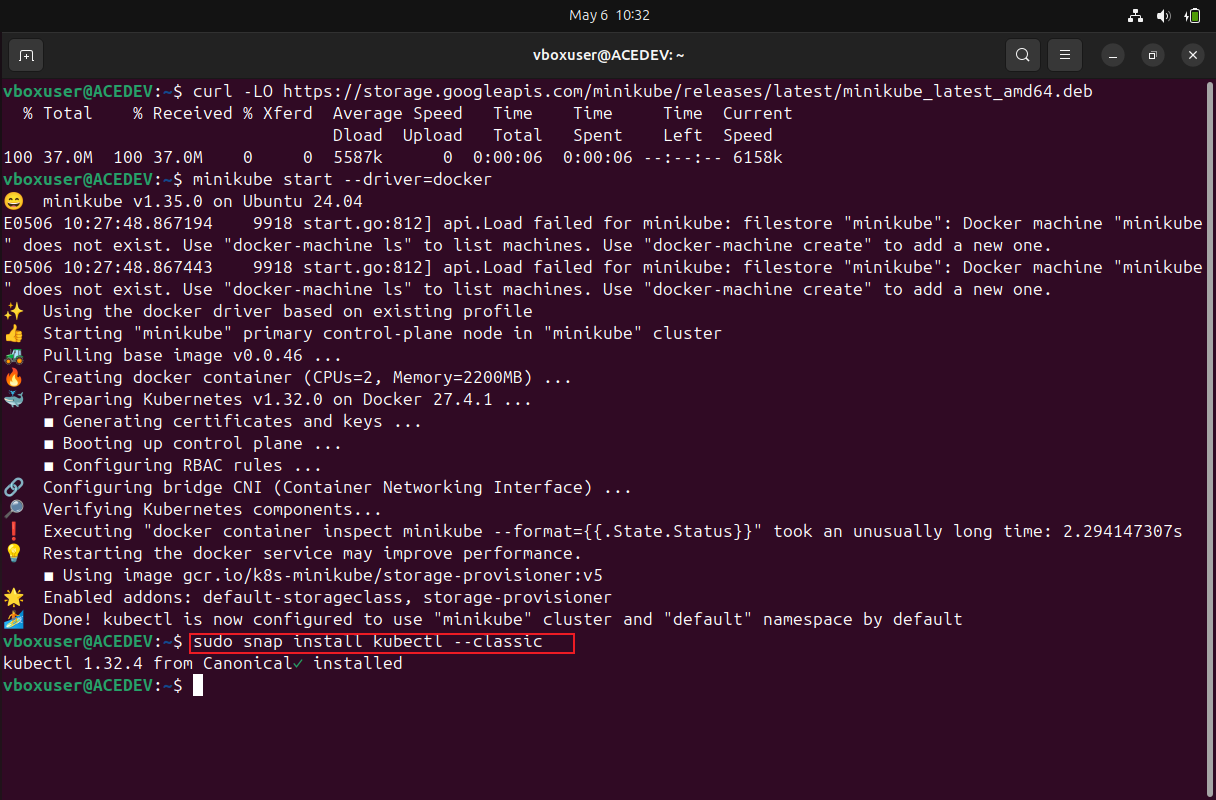 May 6 10:32
vboxuser@ACEDEV: ~
vboxuser@ACEDEV:~$ curl -LO https://storage.googleapis.com/minikube/releases/latest/minikube_latest_amd64.deb
  % Total    % Received % Xferd  Average Speed   Time    Time     Time  Current
                                 Dload  Upload   Total   Spent    Left  Speed
100 37.0M  100 37.0M    0     0  5587k      0  0:00:06  0:00:06 --:--:-- 6158k
vboxuser@ACEDEV:~$ minikube start --driver=docker
😄  minikube v1.35.0 on Ubuntu 24.04
E0506 10:27:48.867194    9918 start.go:812] api.Load failed for minikube: filestore "minikube": Docker machine "minikube
" does not exist. Use "docker-machine ls" to list machines. Use "docker-machine create" to add a new one.
E0506 10:27:48.867443    9918 start.go:812] api.Load failed for minikube: filestore "minikube": Docker machine "minikube
" does not exist. Use "docker-machine ls" to list machines. Use "docker-machine create" to add a new one.
✨  Using the docker driver based on existing profile
👍  Starting "minikube" primary control-plane node in "minikube" cluster
🚜  Pulling base image v0.0.46 ...
🔥  Creating docker container (CPUs=2, Memory=2200MB) ...
🐳  Preparing Kubernetes v1.32.0 on Docker 27.4.1 ...
    ▪ Generating certificates and keys ...
    ▪ Booting up control plane ...
    ▪ Configuring RBAC rules ...
🔗  Configuring bridge CNI (Container Networking Interface) ...
🔎  Verifying Kubernetes components...
❗  Executing "docker container inspect minikube --format={{.State.Status}}" took an unusually long time: 2.294147307s
💡  Restarting the docker service may improve performance.
    ▪ Using image gcr.io/k8s-minikube/storage-provisioner:v5
🌟  Enabled addons: default-storageclass, storage-provisioner
🏄  Done! kubectl is now configured to use "minikube" cluster and "default" namespace by default
vboxuser@ACEDEV:~$ sudo snap install kubectl --classic
kubectl 1.32.4 from Canonical✓ installed
vboxuser@ACEDEV:~$